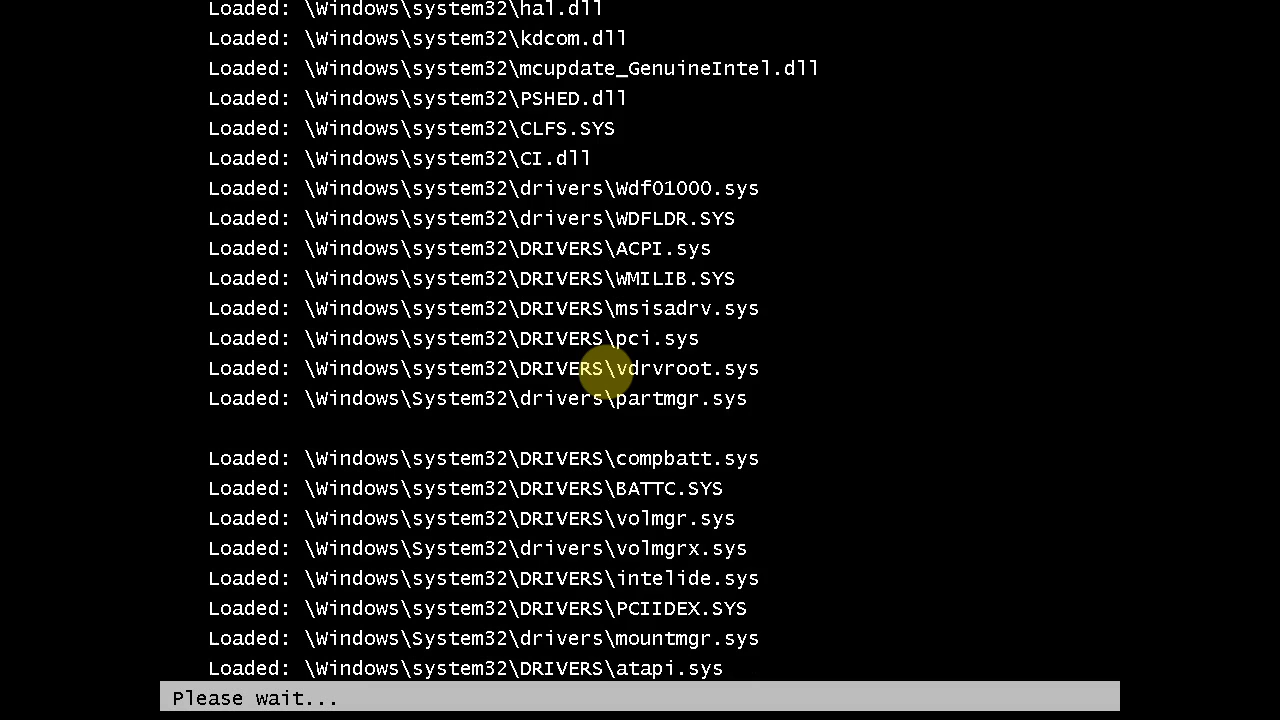 Loaded: \Windows\system32\hal.dll
Loaded: \Windows\system32\kdcom.dll
Loaded: \Windows\system32\mcupdate_GenuineIntel.dll
Loaded: \Windows\system32\PSHED.dll
Loaded: \Windows\system32\CLFS.SYS
Loaded: \Windows\system32\CI.dll
Loaded: \Windows\system32\drivers\Wdf01000.sys
Loaded: \Windows\system32\drivers\WDFLDR.SYS
Loaded: \Windows\system32\DRIVERS\ACPI.sys
Loaded: \Windows\system32\DRIVERS\WMILIB.SYS
Loaded: \Windows\system32\DRIVERS\msisadrv.sys
Loaded: \Windows\system32\DRIVERS\pci.sys
Loaded: \Windows\system32\DRIVERS\vdrvroot.sys
Loaded: \Windows\System32\drivers\partmgr.sys
Loaded: \Windows\system32\DRIVERS\compbatt.sys
Loaded: \Windows\system32\DRIVERS\BATTC.SYS
Loaded: \Windows\system32\DRIVERS\volmgr.sys
Loaded: \Windows\System32\drivers\volmgrx.sys
Loaded: \Windows\system32\DRIVERS\intelide.sys
Loaded: \Windows\system32\DRIVERS\PCIIDEX.SYS
Loaded: \Windows\System32\drivers\mountmgr.sys
Loaded: \Windows\system32\DRIVERS\atapi.sys
Please wait...